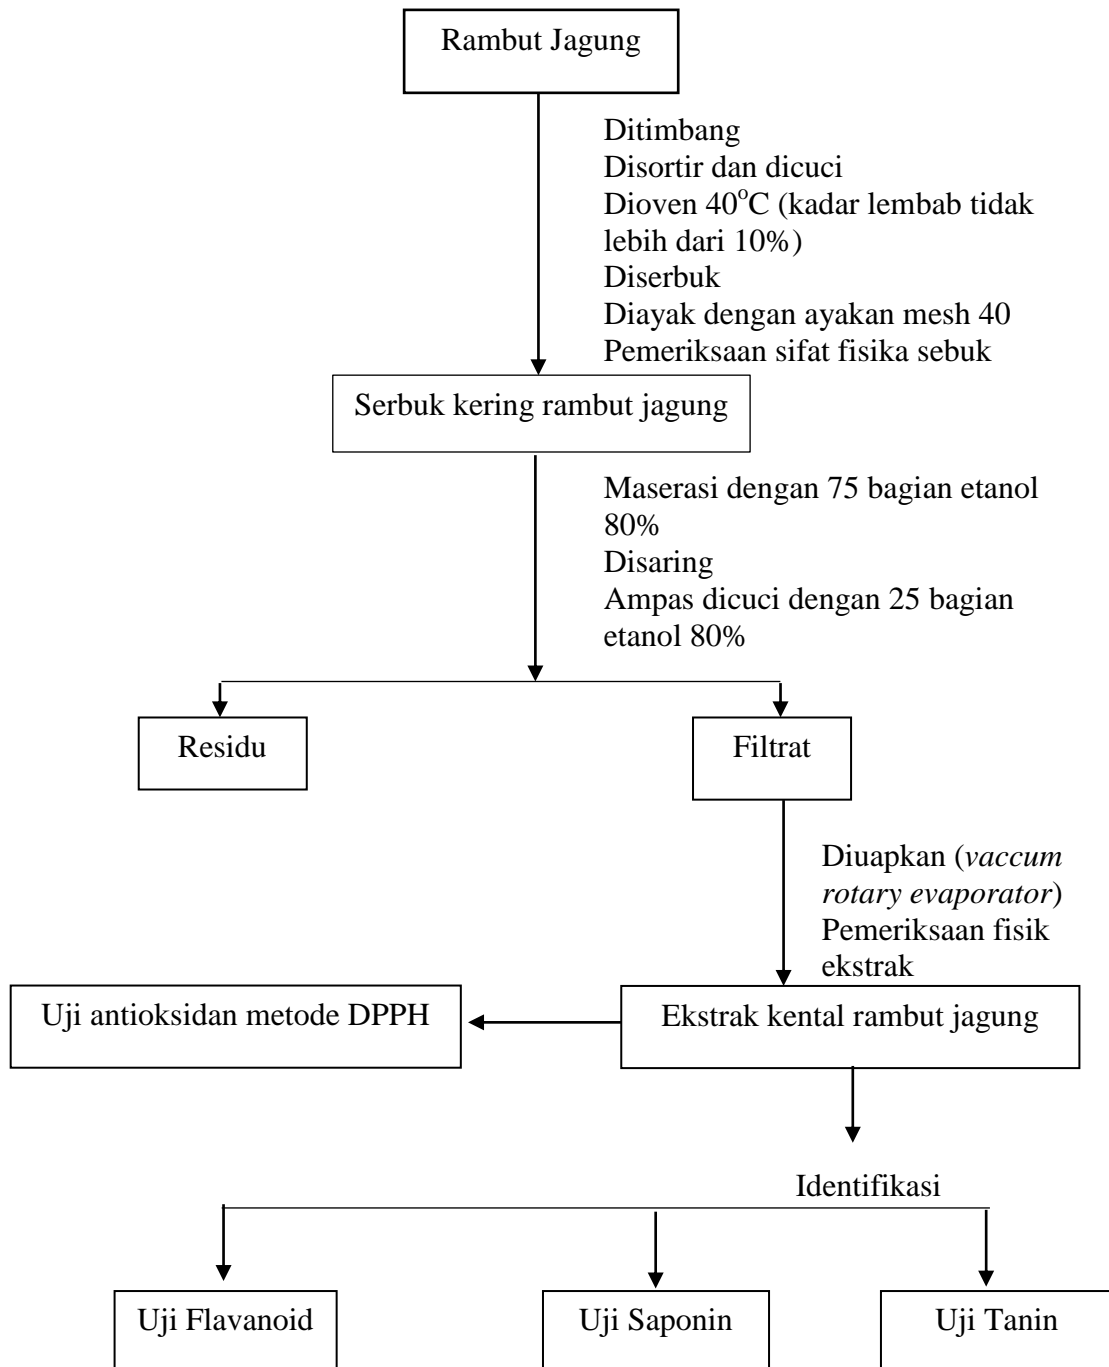 Rambut Jagung
Ditimbang
Disortir dan dicuci
Dioven 40°C (kadar lembab tidak
lebih dari 10%)
Diserbuk
Diayak dengan ayakan mesh 40
Pemeriksaan sifat fisika sebuk
Serbuk kering rambut jagung
Maserasi dengan 75 bagian etanol
80%
Disaring
Ampas dicuci dengan 25 bagian
etanol 80%
Residu
Filtrat
Diuapkan (vaccum
rotary evaporator)
Pemeriksaan fisik
ekstrak
Uji antioksidan metode DPPH
Ekstrak kental rambut jagung
Identifikasi
Uji Flavanoid
Uji Saponin
Uji Tanin